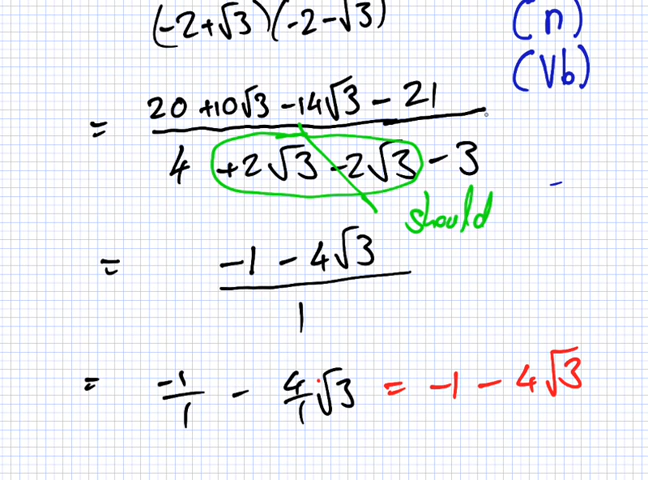 (-2+√3)(-2-√3)
(n)
(Vb)
= 20 +10√3 -14√3 - 21
4 +2√3 -2√3 - 3
should
= -1 - 4√3
1
= -1/1 - 4/1 √3 = -1 - 4√3